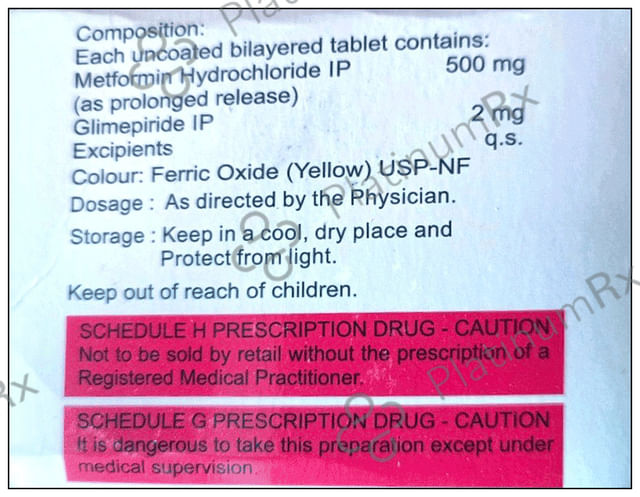 Composition:
Each uncoated bilayered tablet contains:
Metformin Hydrochloride IP 500 mg
(as prolonged release)
Glimepiride IP 2 mg
Excipients q.s.
Colour: Ferric Oxide (Yellow) USP-NF
Dosage : As directed by the Physician.
Storage : Keep in a cool, dry place and
Protect from light.
Keep out of reach of children.
SCHEDULE H PRESCRIPTION DRUG - CAUTION
Not to be sold by retail without the prescription of a
Registered Medical Practitioner.
SCHEDULE G PRESCRIPTION DRUG - CAUTION
It is dangerous to take this preparation except under
medical supervision.
PlatinumRx
PlatinumRx
PlatinumRx
Rx